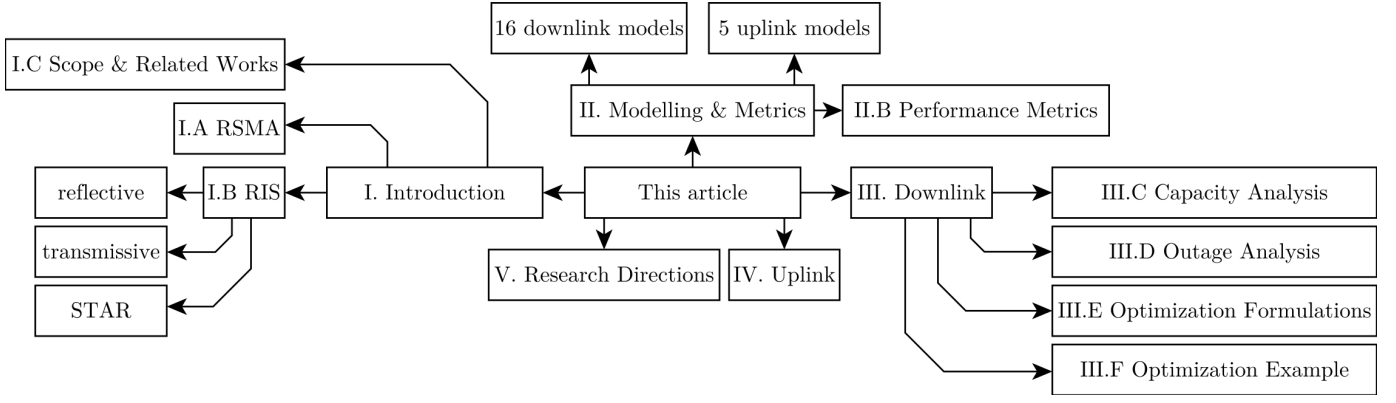 16 downlink models
5 uplink models
I.C Scope & Related Works
II. Modelling & Metrics
II.B Performance Metrics
I.A RSMA
reflective
I.B RIS
I. Introduction
This article
III. Downlink
III.C Capacity Analysis
transmissive
III.D Outage Analysis
V. Research Directions
IV. Uplink
STAR
III.E Optimization Formulations
III.F Optimization Example